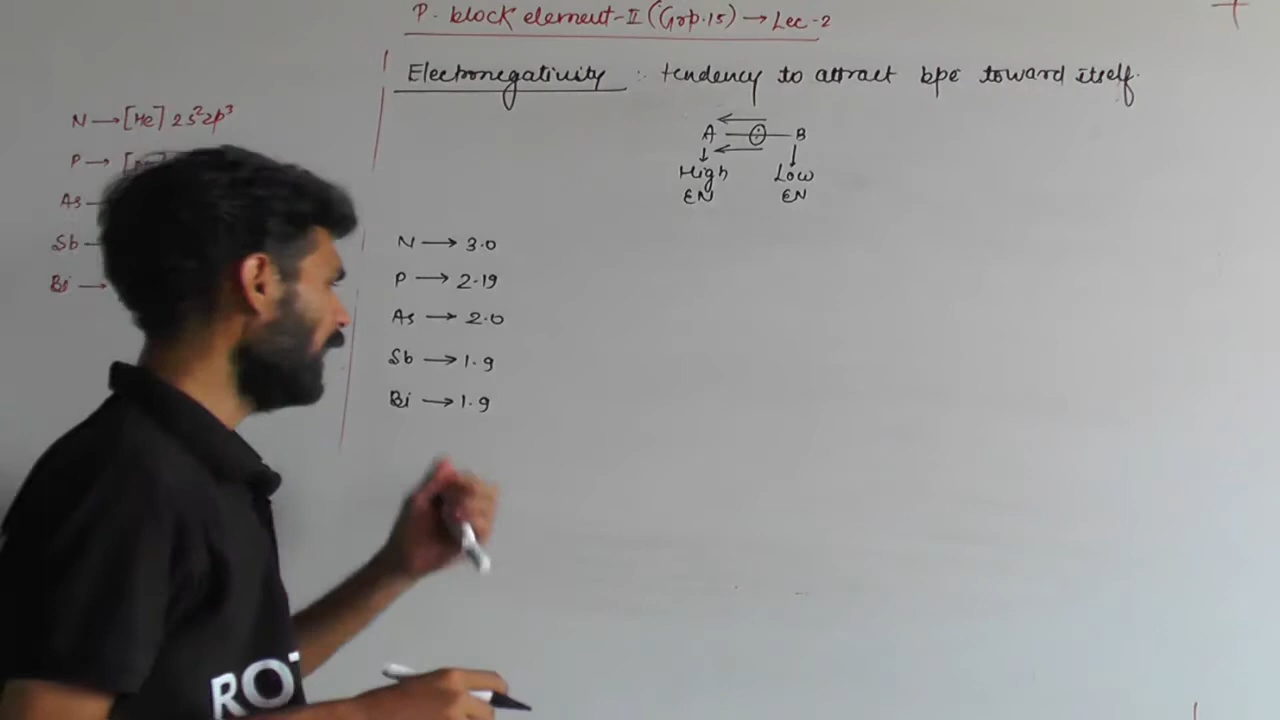 P. block element-II (Grp.15) → Lec-2
Electronegativity : tendency to attract bpe toward itself.
A — B
High Low
EN EN
N → [He] 2s²2p³
P →
As
Sb
Bi →
N → 3.0
P → 2.19
As → 2.0
Sb → 1.9
Bi → 1.9
RO